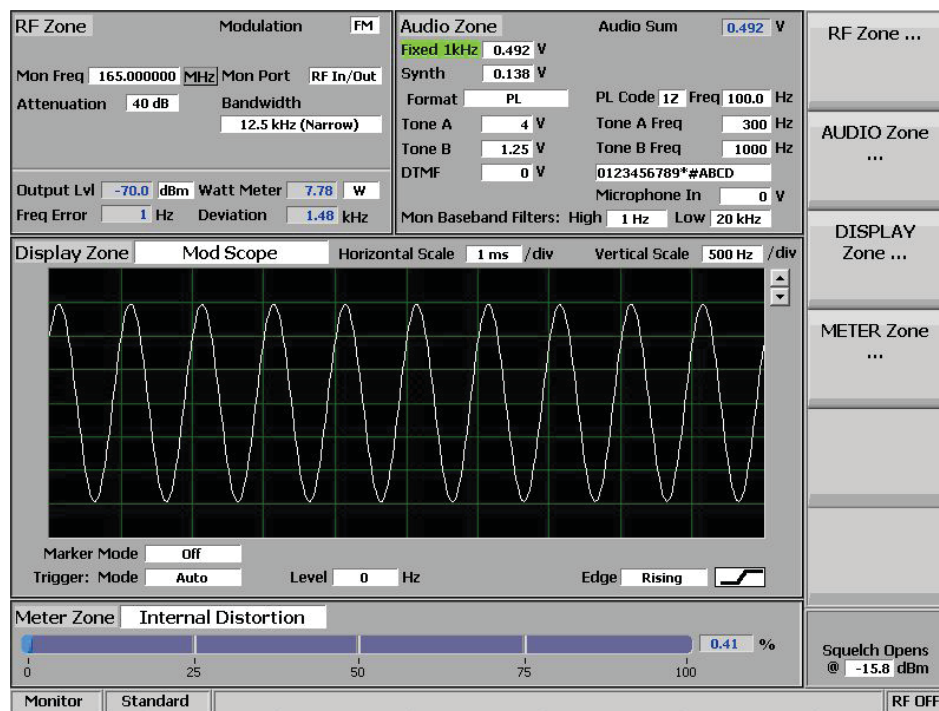 RF Zone Modulation FM
Mon Freq 165.000000 MHz Mon Port RF In/Out
Attenuation 40 dB Bandwidth
12.5 kHz (Narrow)
Output Lvl -70.0 dBm Watt Meter 7.78 W
Freq Error 1 Hz Deviation 1.48 kHz
Audio Zone Audio Sum 0.492 V
Fixed 1kHz 0.492 V
Synth 0.138 V
Format PL PL Code 1Z Freq 100.0 Hz
Tone A 4 V Tone A Freq 300 Hz
Tone B 1.25 V Tone B Freq 1000 Hz
DTMF 0 V 0123456789*#ABCD
Microphone In 0 V
Mon Baseband Filters: High 1 Hz Low 20 kHz
Display Zone Mod Scope Horizontal Scale 1 ms /div Vertical Scale 500 Hz /div
Marker Mode Off
Trigger: Mode Auto Level 0 Hz Edge Rising
Meter Zone Internal Distortion
0.41 %
0 25 50 75 100
RF Zone ...
AUDIO Zone
...
DISPLAY
Zone ...
METER Zone
...
Squelch Opens
@ -15.8 dBm
Monitor Standard RF OFF